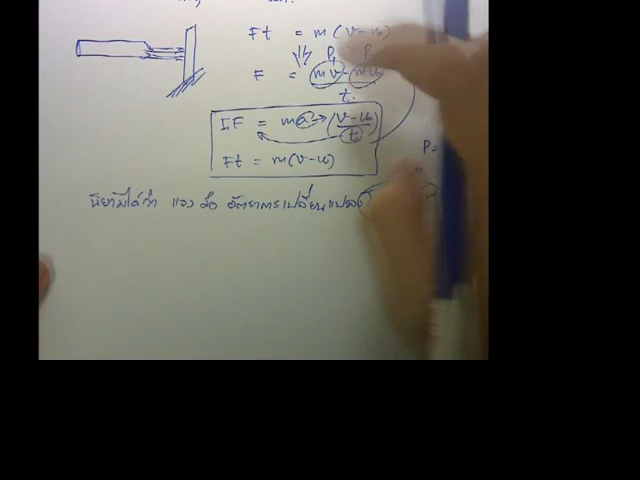 Ft = m(v-u)
F = mv - mu / t
ΣF = ma → (v-u / t)
Ft = m(v-u)
P =
นิยามได้ว่า แรง คือ อัตราการเปลี่ยนแปลง